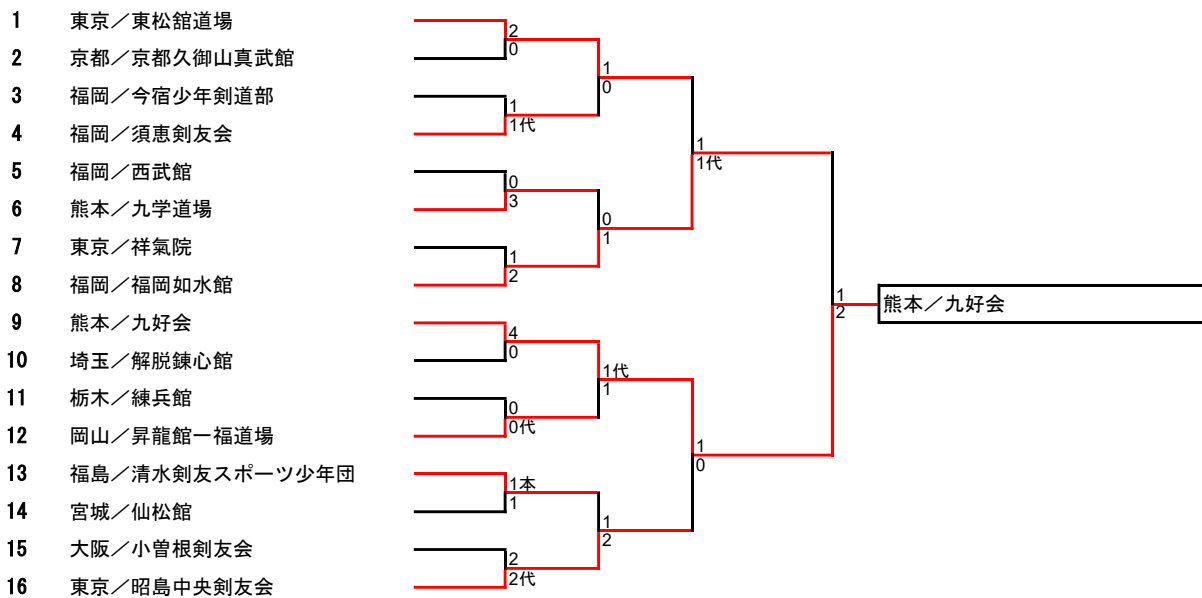 1 東京／東松舘道場
2 京都／京都久御山真武館
3 福岡／今宿少年剣道部
4 福岡／須恵剣友会
5 福岡／西武館
6 熊本／九学道場
7 東京／祥氣院
8 福岡／福岡如水館
9 熊本／九好会
10 埼玉／解脱錬心館
11 栃木／練兵館
12 岡山／昇龍館一福道場
13 福島／清水剣友スポーツ少年団
14 宮城／仙松館
15 大阪／小曽根剣友会
16 東京／昭島中央剣友会
2
0
1
1代
0
3
1
2
4
0
0
0代
1本
1
2
2代
1
0
0
1
1代
1
1
2
1
1代
1
0
1
2
熊本／九好会